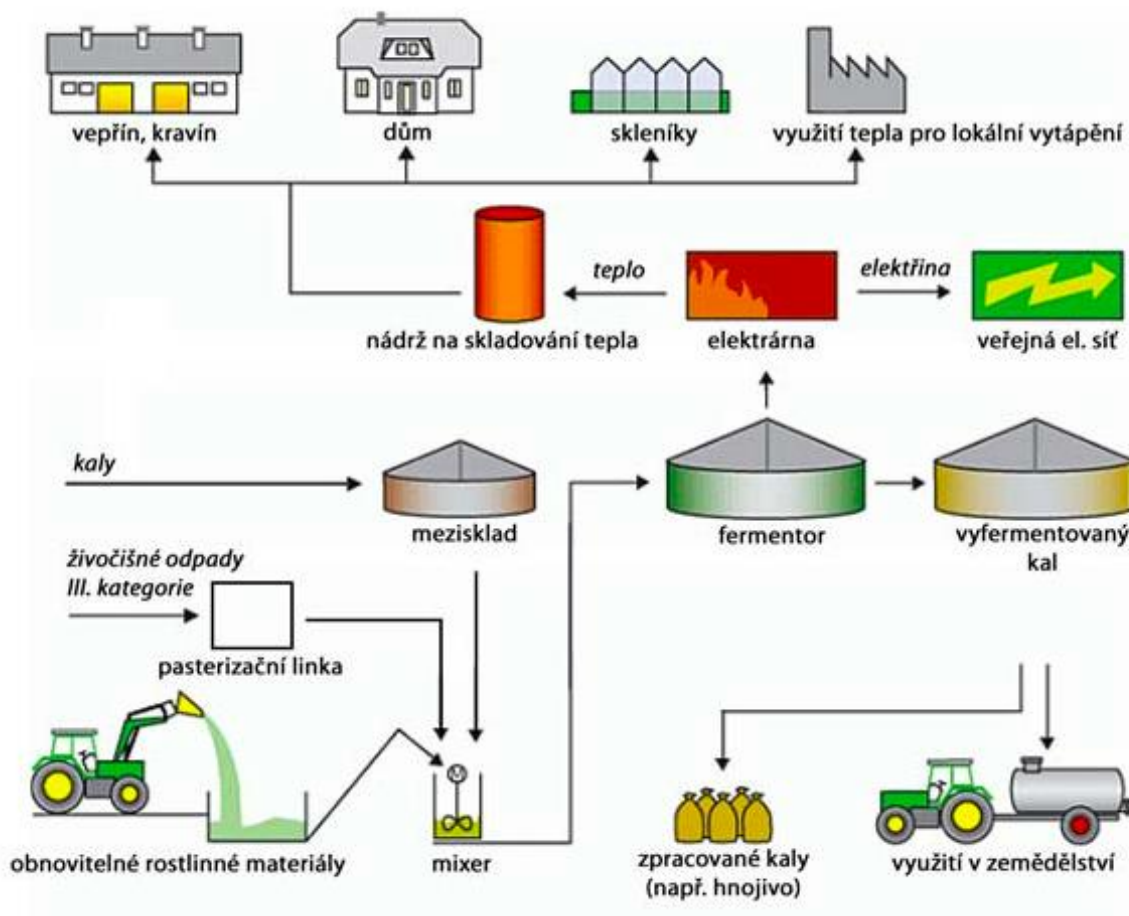 vepřín, kravín
dům
skleníky
využití tepla pro lokální vytápění
teplo
elektřina
nádrž na skladování tepla
elektrárna
veřejná el. síť
kaly
mezisklad
fermentor
vyfermentovaný
kal
živočišné odpady
III. kategorie
pasterizační linka
M
obnovitelné rostlinné materiály
mixer
zpracované kaly
(např. hnojivo)
využití v zemědělství